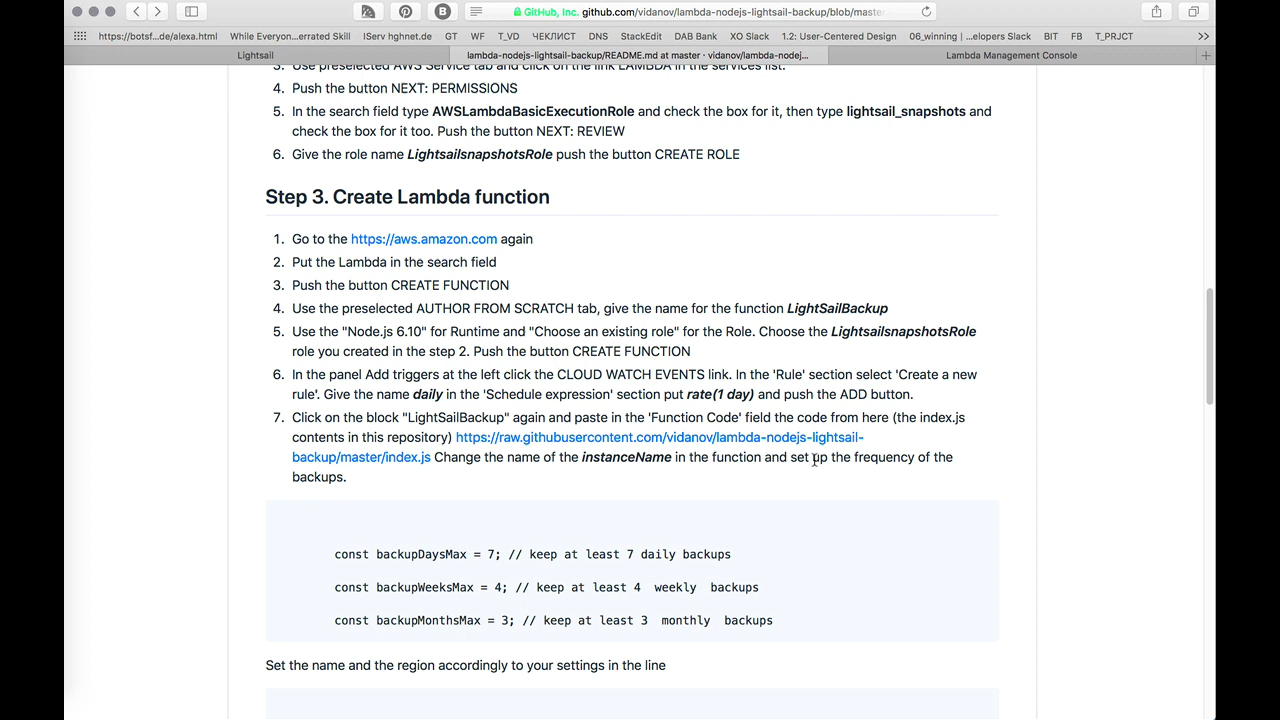 GitHub, Inc. github.com/vidanov/lambda-nodejs-lightsail-backup/blob/master
https://botsf...de/alexa.html While Everyon...errated Skill IServ hghnet.de GT WF T_VD ЧЕКЛИСТ DNS StackEdit DAB Bank XO Slack 1.2: User-Centered Design 06_winning |...elopers Slack BIT FB T_PRJCT
Lightsail lambda-nodejs-lightsail-backup/README.md at master · vidanov/lambda-nodej... Lambda Management Console
3. Use preselected AWS Service tab and click on the link LAMBDA in the services list.
4. Push the button NEXT: PERMISSIONS
5. In the search field type AWSLambdaBasicExecutionRole and check the box for it, then type lightsail_snapshots and
check the box for it too. Push the button NEXT: REVIEW
6. Give the role name LightsailsnapshotsRole push the button CREATE ROLE
Step 3. Create Lambda function
1. Go to the https://aws.amazon.com again
2. Put the Lambda in the search field
3. Push the button CREATE FUNCTION
4. Use the preselected AUTHOR FROM SCRATCH tab, give the name for the function LightSailBackup
5. Use the "Node.js 6.10" for Runtime and "Choose an existing role" for the Role. Choose the LightsailsnapshotsRole
role you created in the step 2. Push the button CREATE FUNCTION
6. In the panel Add triggers at the left click the CLOUD WATCH EVENTS link. In the 'Rule' section select 'Create a new
rule'. Give the name daily in the 'Schedule expression' section put rate(1 day) and push the ADD button.
7. Click on the block "LightSailBackup" again and paste in the 'Function Code' field the code from here (the index.js
contents in this repository) https://raw.githubusercontent.com/vidanov/lambda-nodejs-lightsail-
backup/master/index.js Change the name of the instanceName in the function and set up the frequency of the
backups.
const backupDaysMax = 7; // keep at least 7 daily backups
const backupWeeksMax = 4; // keep at least 4 weekly backups
const backupMonthsMax = 3; // keep at least 3 monthly backups
Set the name and the region accordingly to your settings in the line